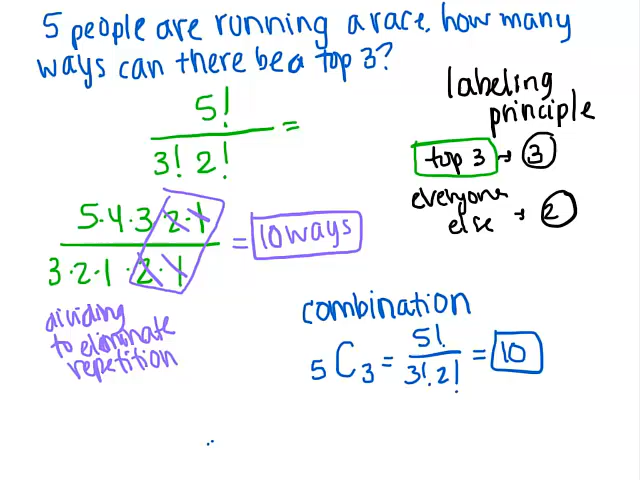 5 people are running a race, how many
ways can there be a top 3?
labeling
principle
5!
3! 2! =
top 3 → 3
everyone
else → 2
5·4·3·2·1
3·2·1·2·1 = 10 ways
dividing
to eliminate
repetition
combination
5 C 3 = 5! / 3!·2! = 10